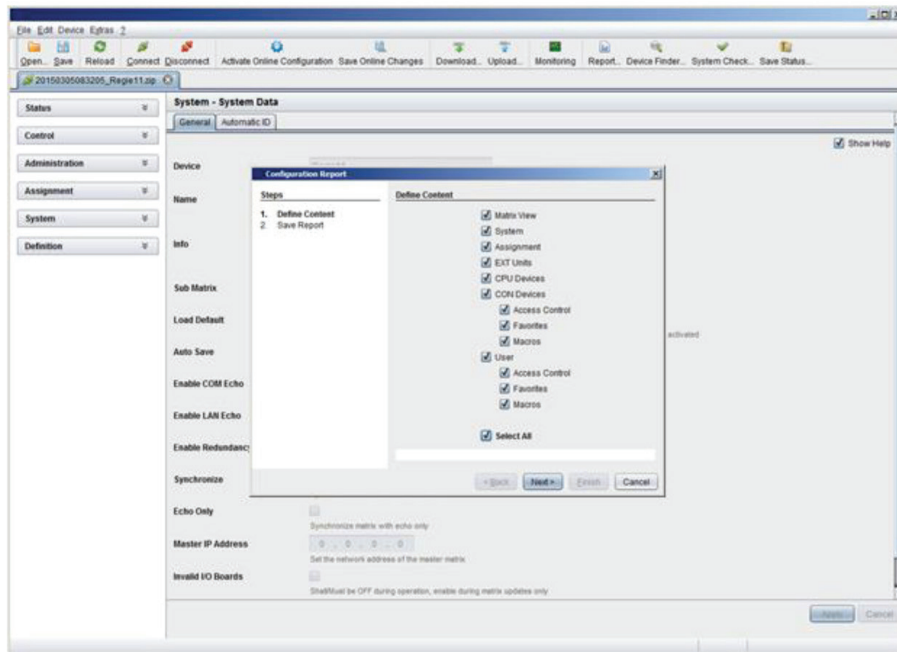 File Edit Device Extras ?
Open... Save Reload Connect Disconnect Activate Online Configuration Save Online Changes Download... Upload... Monitoring Report... Device Finder... System Check... Save Status...
20150305083205_Regie11.zip
Status
Control
Administration
Assignment
System
Definition
System - System Data
General Automatic ID
Show Help
Device
Name
Info
Sub Matrix
Load Default
Auto Save
Enable COM Echo
Enable LAN Echo
Enable Redundancy
Synchronize
Echo Only
Synchronize matrix with echo only
Master IP Address
0 . 0 . 0 . 0
Set the network address of the master matrix
Invalid I/O Boards
Shall/Must be OFF during operation, enable during matrix updates only
activated
Configuration Report
Steps
1. Define Content
2. Save Report
Define Content
Matrix View
System
Assignment
EXT Units
CPU Devices
CON Devices
Access Control
Favorites
Macros
User
Access Control
Favorites
Macros
Select All
< Back Next > Finish Cancel
Apply Cancel